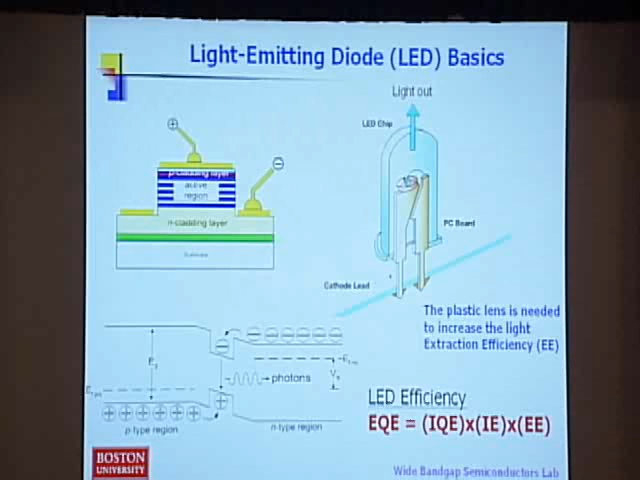 Light-Emitting Diode (LED) Basics
Light out
LED Chip
p-cladding layer
active
region
n-cladding layer
PC Board
Cathode Lead
The plastic lens is needed
to increase the light
Extraction Efficiency (EE)
photons
p-type region
n-type region
LED Efficiency
EQE = (IQE)x(IE)x(EE)
BOSTON
UNIVERSITY
Wide Bandgap Semiconductors Lab